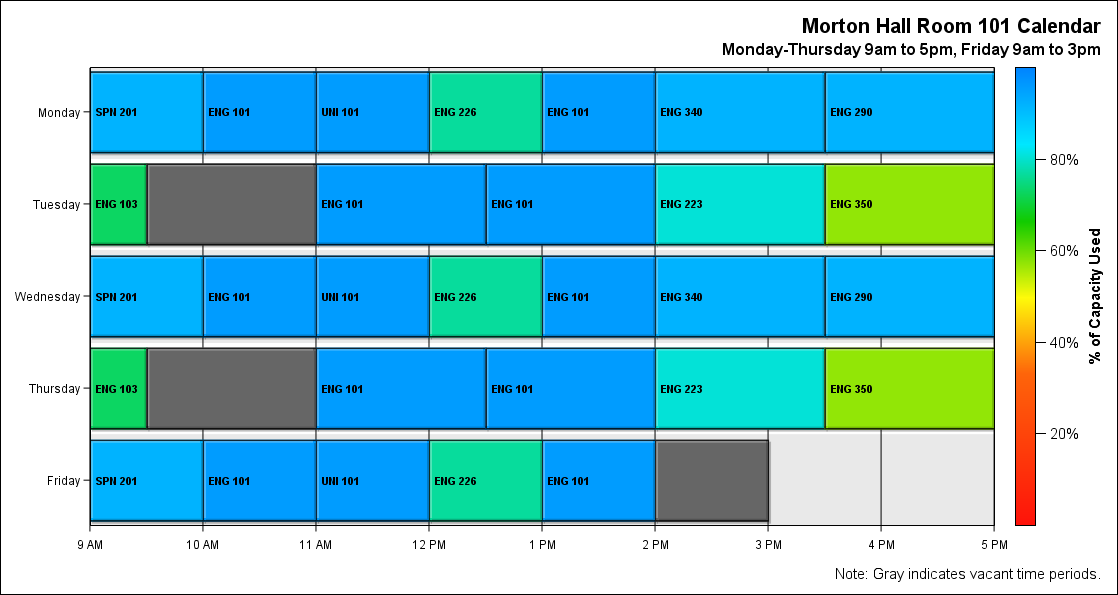 Morton Hall Room 101 Calendar
Monday-Thursday 9am to 5pm, Friday 9am to 3pm
Monday
SPN 201 ENG 101 UNI 101 ENG 226 ENG 101 ENG 340 ENG 290
Tuesday
ENG 103 ENG 101 ENG 101 ENG 223 ENG 350
Wednesday
SPN 201 ENG 101 UNI 101 ENG 226 ENG 101 ENG 340 ENG 290
Thursday
ENG 103 ENG 101 ENG 101 ENG 223 ENG 350
Friday
SPN 201 ENG 101 UNI 101 ENG 226 ENG 101
9 AM 10 AM 11 AM 12 PM 1 PM 2 PM 3 PM 4 PM 5 PM
80%
60%
40%
20%
% of Capacity Used
Note: Gray indicates vacant time periods.